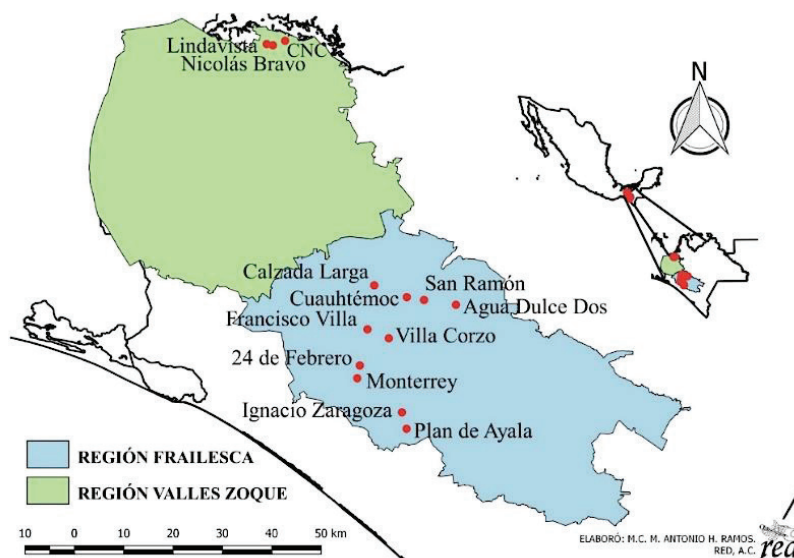 Lindavista
CNC
Nicolás Bravo
N
Calzada Larga
San Ramón
Cuauhtémoc
Agua Dulce Dos
Francisco Villa
Villa Corzo
24 de Febrero
Monterrey
Ignacio Zaragoza
Plan de Ayala
REGIÓN FRAILESCA
REGIÓN VALLES ZOQUE
10 0 10 20 30 40 50 km
ELABORÓ: M.C. M. ANTONIO H. RAMOS.
RED, A.C.
red